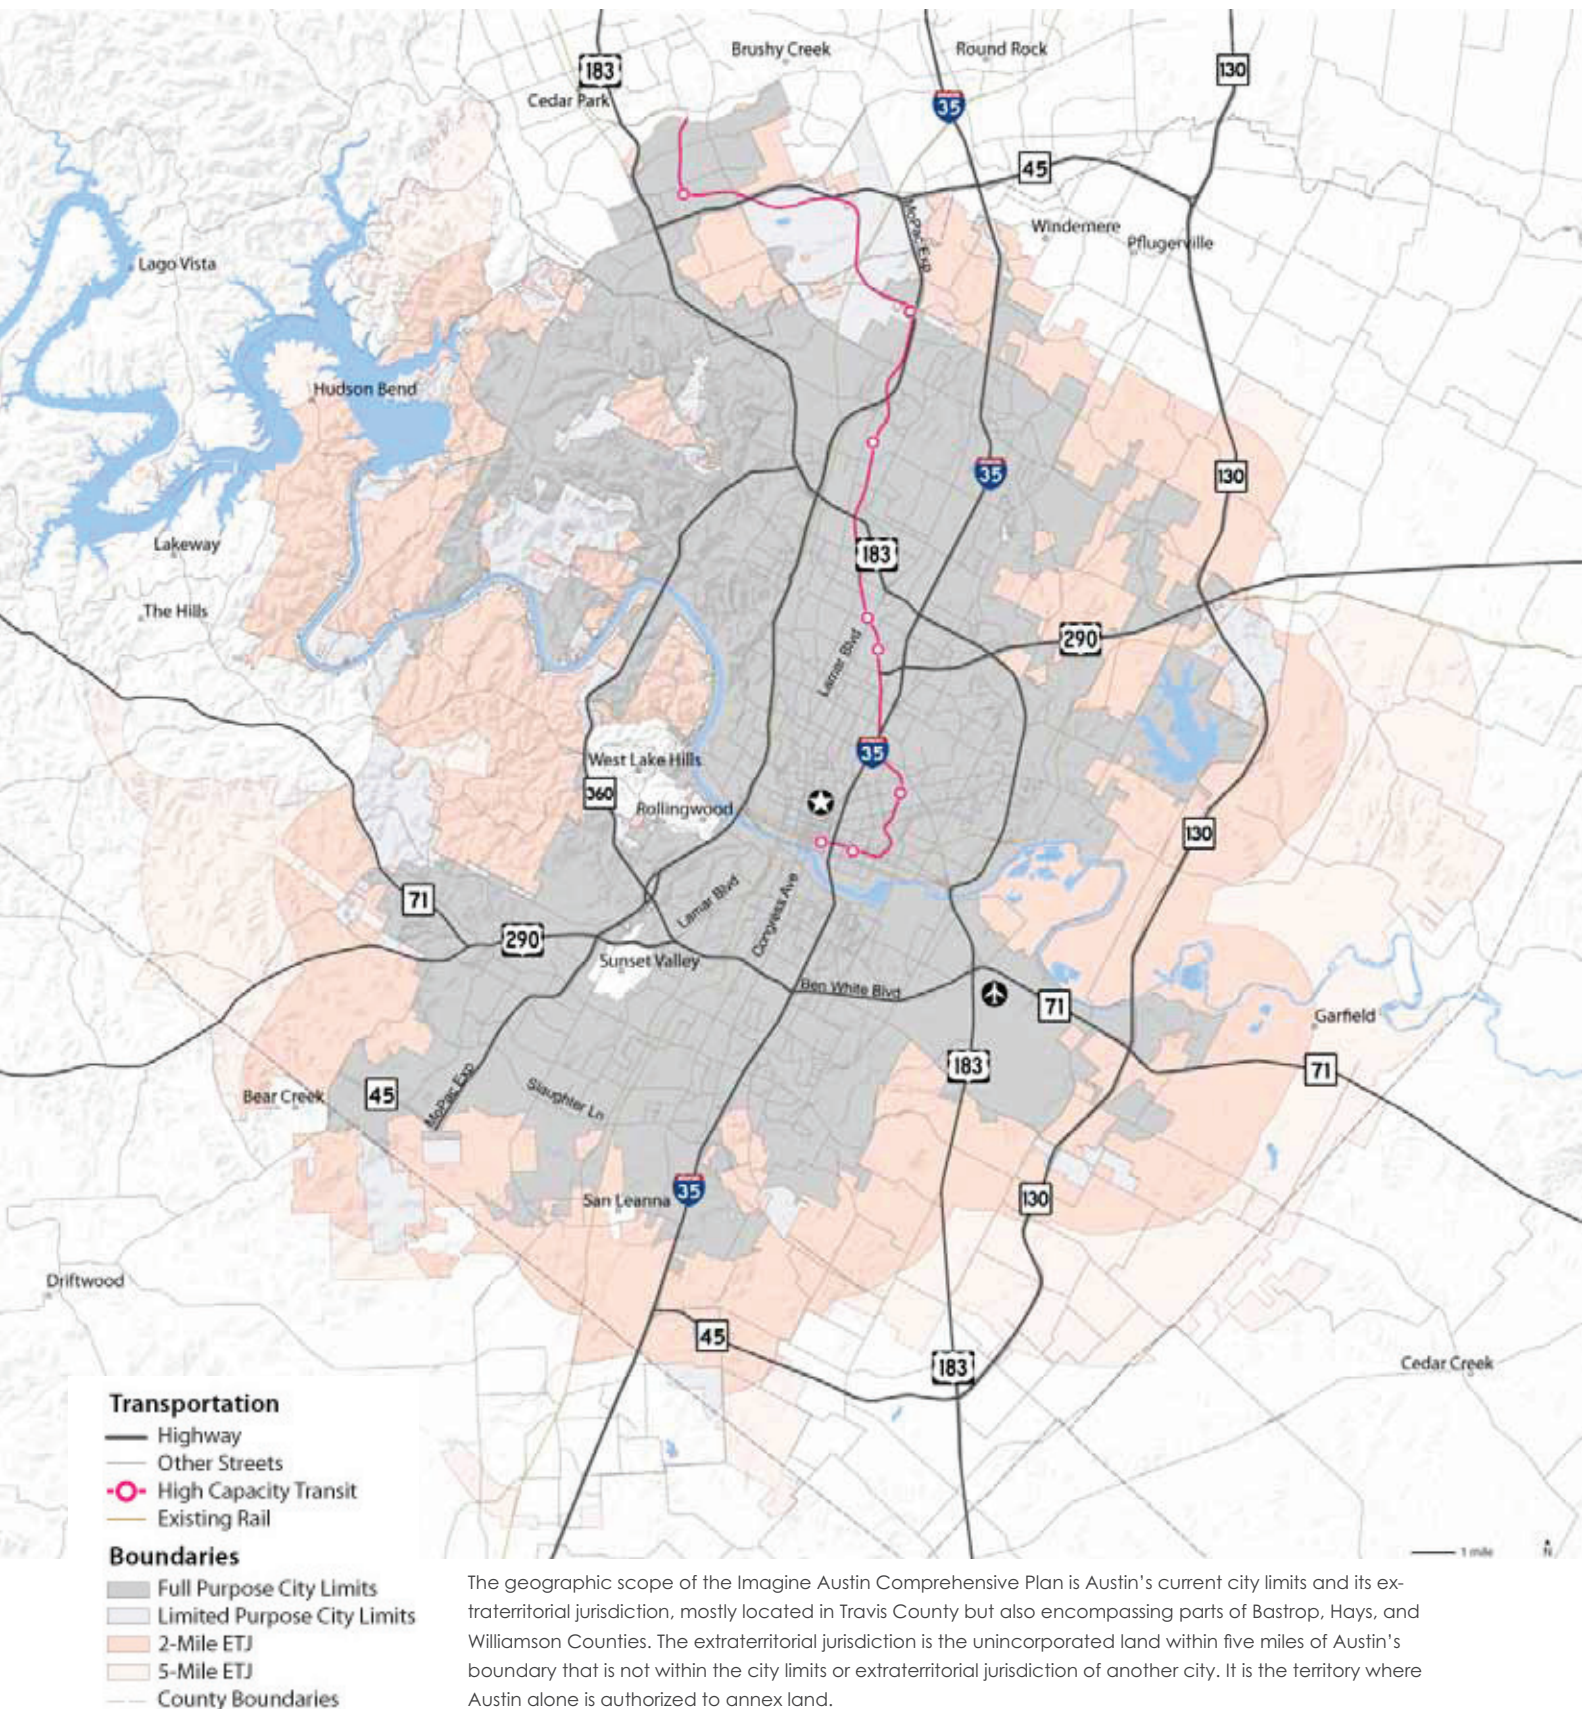 Brushy Creek
Round Rock
183
130
Cedar Park
35
45
MoPac Exp
Windemere
Pflugerville
Lago Vista
Hudson Bend
35
130
Lakeway
183
The Hills
290
Lamar Blvd
35
West Lake Hills
360
Rollingwood
130
71
Lamar Blvd
Congress Ave
290
Sunset Valley
Ben White Blvd
71
Garfield
183
71
Bear Creek
45
MoPac Exp
Slaughter Ln
35
San Leanna
130
Driftwood
45
183
Cedar Creek
Transportation
Highway
Other Streets
High Capacity Transit
Existing Rail
1 mile
N
Boundaries
Full Purpose City Limits
Limited Purpose City Limits
2-Mile ETJ
5-Mile ETJ
County Boundaries
The geographic scope of the Imagine Austin Comprehensive Plan is Austin's current city limits and its ex-
traterritorial jurisdiction, mostly located in Travis County but also encompassing parts of Bastrop, Hays, and
Williamson Counties. The extraterritorial jurisdiction is the unincorporated land within five miles of Austin's
boundary that is not within the city limits or extraterritorial jurisdiction of another city. It is the territory where
Austin alone is authorized to annex land.